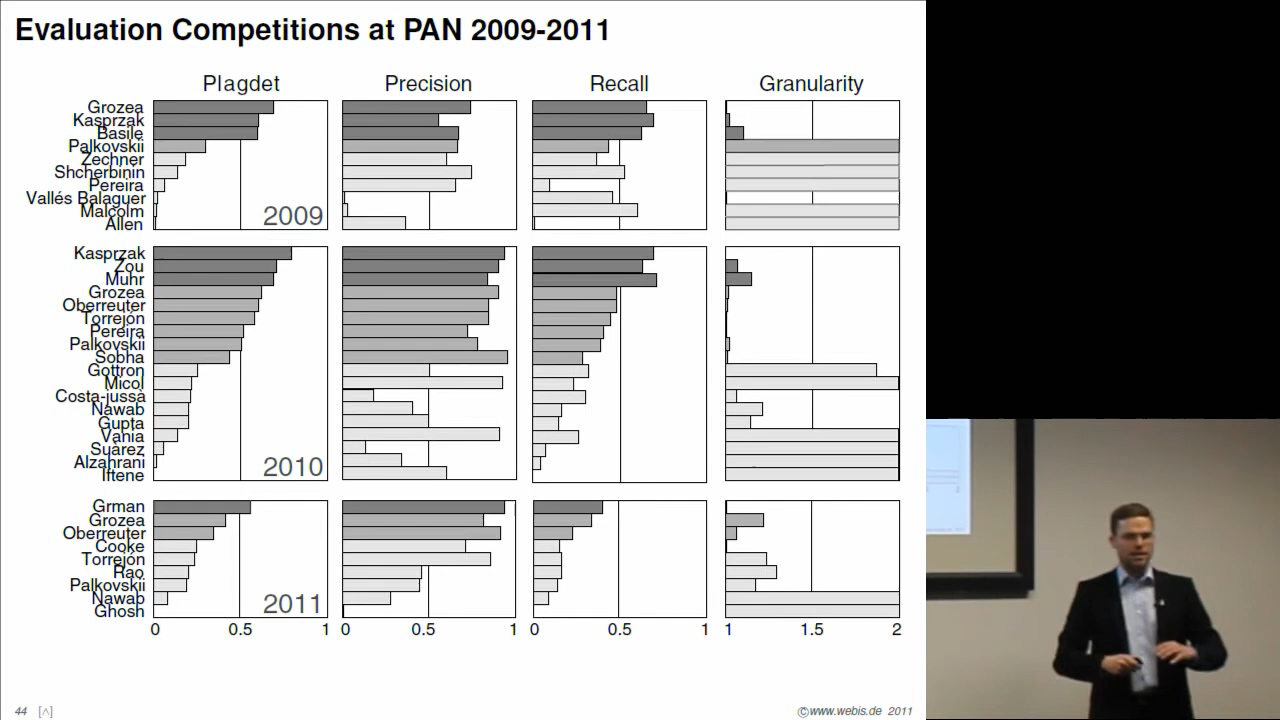 Evaluation Competitions at PAN 2009-2011
Plagdet Precision Recall Granularity
Grozea
Kasprzak
Basile
Palkovskii
Zechner
Shcherbinin
Pereira
Vallés Balaguer
Malcolm
Allen
2009
Kasprzak
Zou
Muhr
Grozea
Oberreuter
Torrejón
Pereira
Palkovskii
Sobha
Gottron
Micol
Costa-jussà
Nawab
Gupta
Vania
Suàrez
Alzahrani
Iftene
2010
Grman
Grozea
Oberreuter
Cooke
Torrejón
Rao
Palkovskii
Nawab
Ghosh
2011
0 0.5 1 0 0.5 1 0 0.5 1 1 1.5 2
44 [^] ©www.webis.de 2011